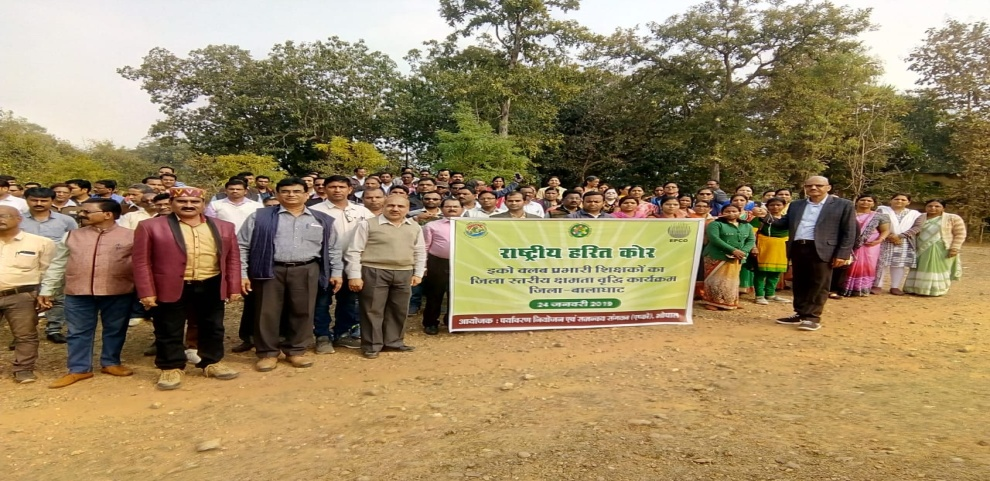 EPCO
राष्ट्रीय हरित कोर
इको क्लब प्रभारी शिक्षकों का
जिला स्तरीय क्षमता वृद्धि कार्यक्रम
जिला-बालाघाट
24 जनवरी 2019
आयोजक : पर्यावरण नियोजन एवं समन्वय संगठन (एप्को), भोपाल